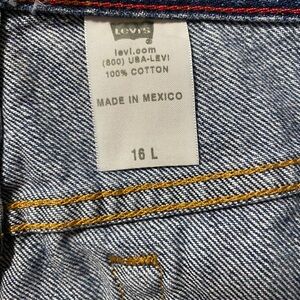 LEVI'S
levi.com
(800) USA-LEVI
100% COTTON
MADE IN MEXICO
16 L